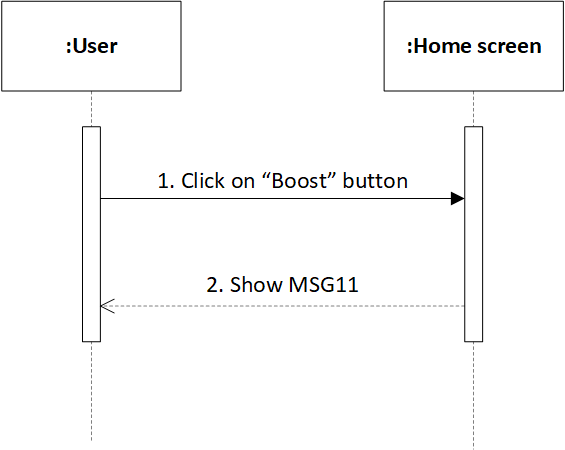 :User
:Home screen
1. Click on “Boost” button
2. Show MSG11